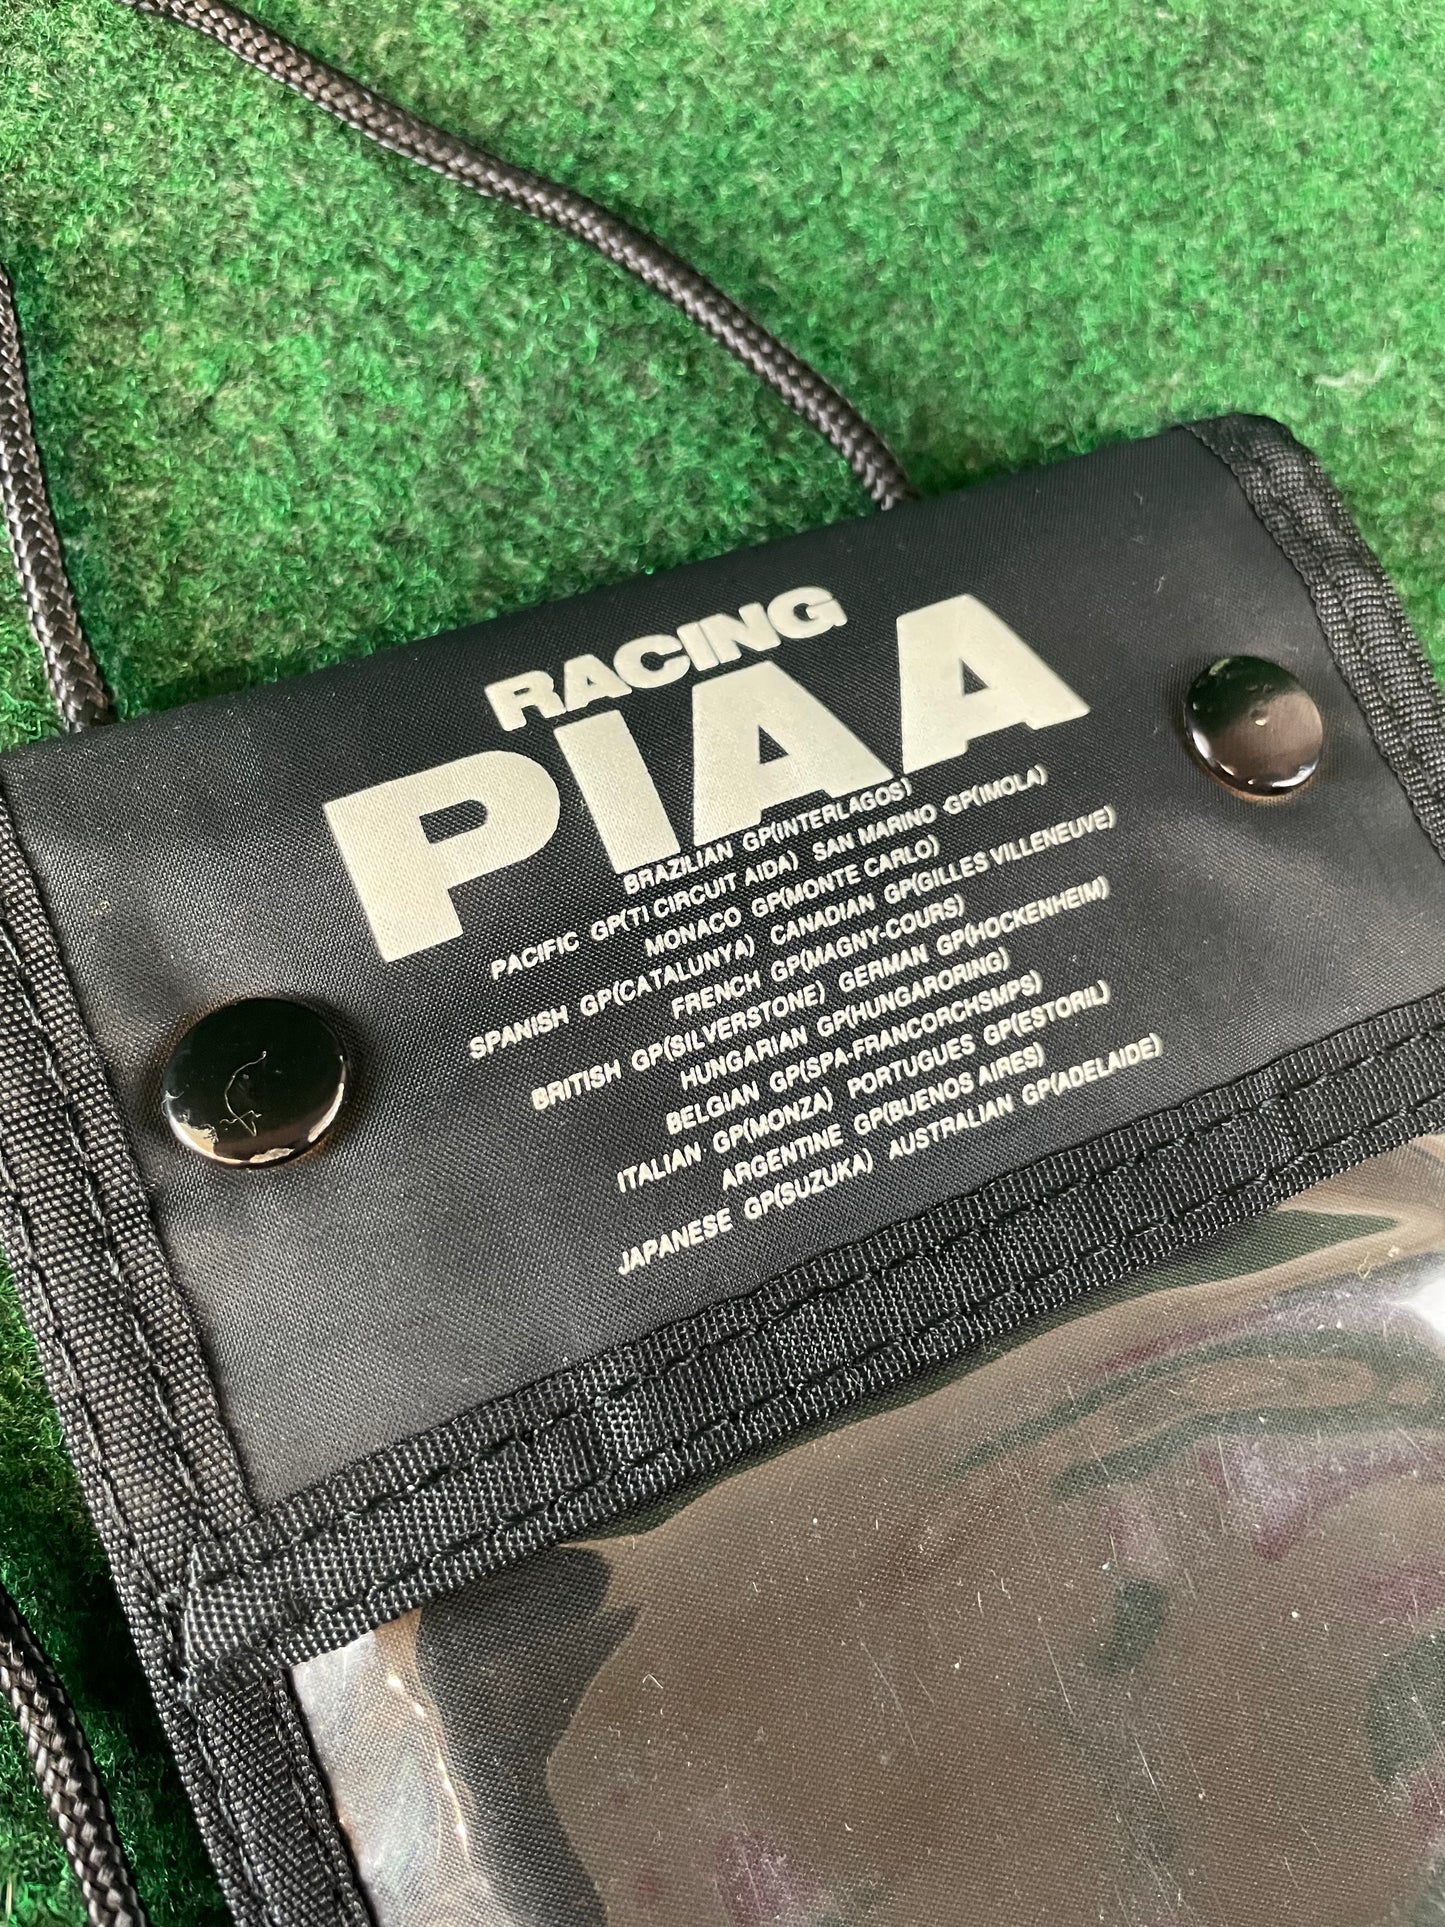 RACING
PIAA
BRAZILIAN GP(INTERLAGOS)
PACIFIC GP(TI CIRCUIT AIDA) SAN MARINO GP(IMOLA)
MONACO GP(MONTE CARLO)
SPANISH GP(CATALUNYA) CANADIAN GP(GILLES VILLENEUVE)
FRENCH GP(MAGNY-COURS)
BRITISH GP(SILVERSTONE) GERMAN GP(HOCKENHEIM)
HUNGARIAN GP(HUNGARORING)
BELGIAN GP(SPA-FRANCORCHSMPS)
ITALIAN GP(MONZA) PORTUGUES GP(ESTORIL)
ARGENTINE GP(BUENOS AIRES)
JAPANESE GP(SUZUKA) AUSTRALIAN GP(ADELAIDE)